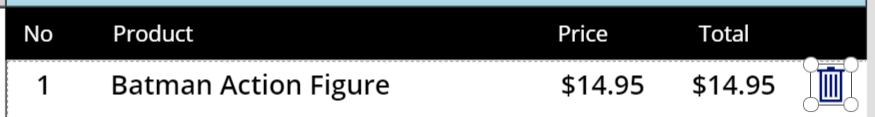 No Product Price Total
1 Batman Action Figure $14.95 $14.95